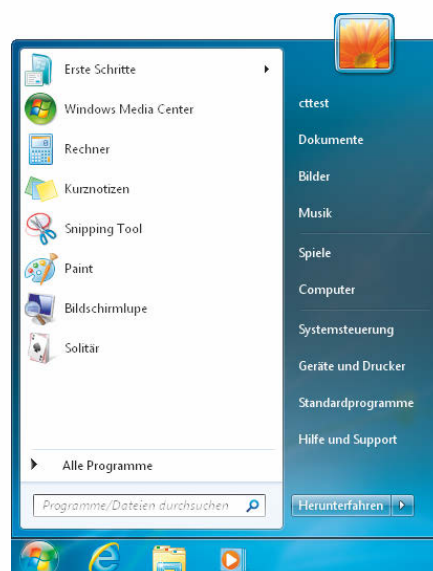 Erste Schritte
Windows Media Center
Rechner
Kurznotizen
Snipping Tool
Paint
Bildschirmlupe
Solitär
Alle Programme
Programme/Dateien durchsuchen
cttest
Dokumente
Bilder
Musik
Spiele
Computer
Systemsteuerung
Geräte und Drucker
Standardprogramme
Hilfe und Support
Herunterfahren